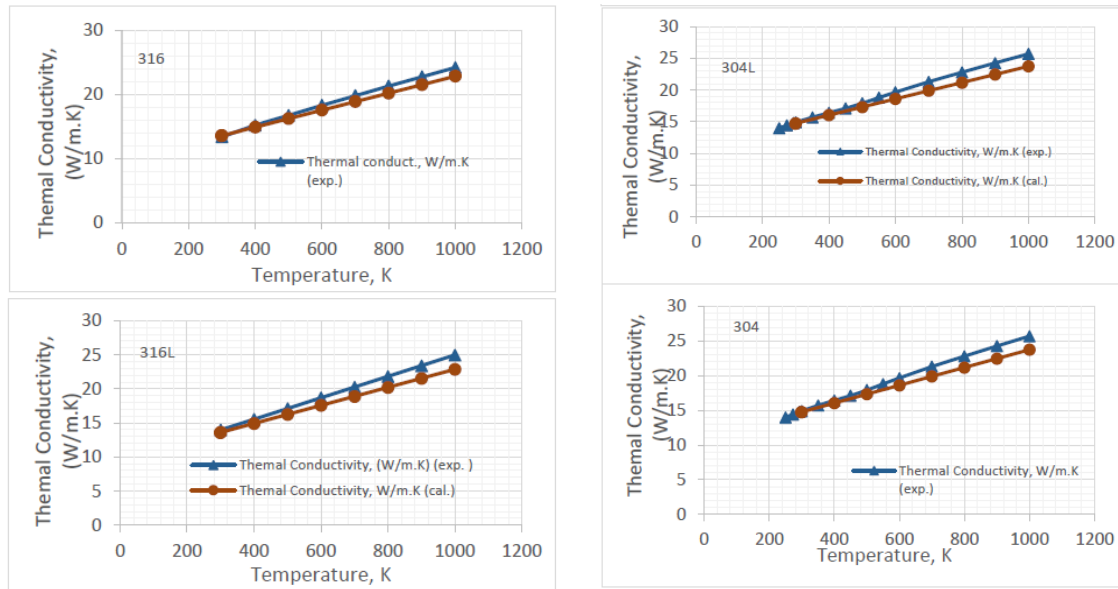 316
Themal Conductivity,
(W/m.K)
30
20
10
0
Thermal conduct., W/m.K
(exp.)
0 200 400 600 800 1000 1200
Temperature, K
304L
Themal Conductivity,
(W/m.K)
30
25
20
15
10
5
0
Thermal Conductivity, W/m.K (exp.)
Themal Conductivity, W/m.K (cal.)
0 200 400 600 800 1000 1200
316L
Themal Conductivity,
(W/m.K)
30
25
20
15
10
5
0
Themal Conductivity, (W/m.K) (exp. )
Themal Conductivity, W/m.K (cal.)
0 200 400 600 800 1000 1200
Temperature, K
304
Themal Conductivity,
(W/m.K)
30
25
20
15
10
5
0
Thermal Conductivity, W/m.K
(exp.)
0 200 400 600 800 1000 1200
Temperature, K